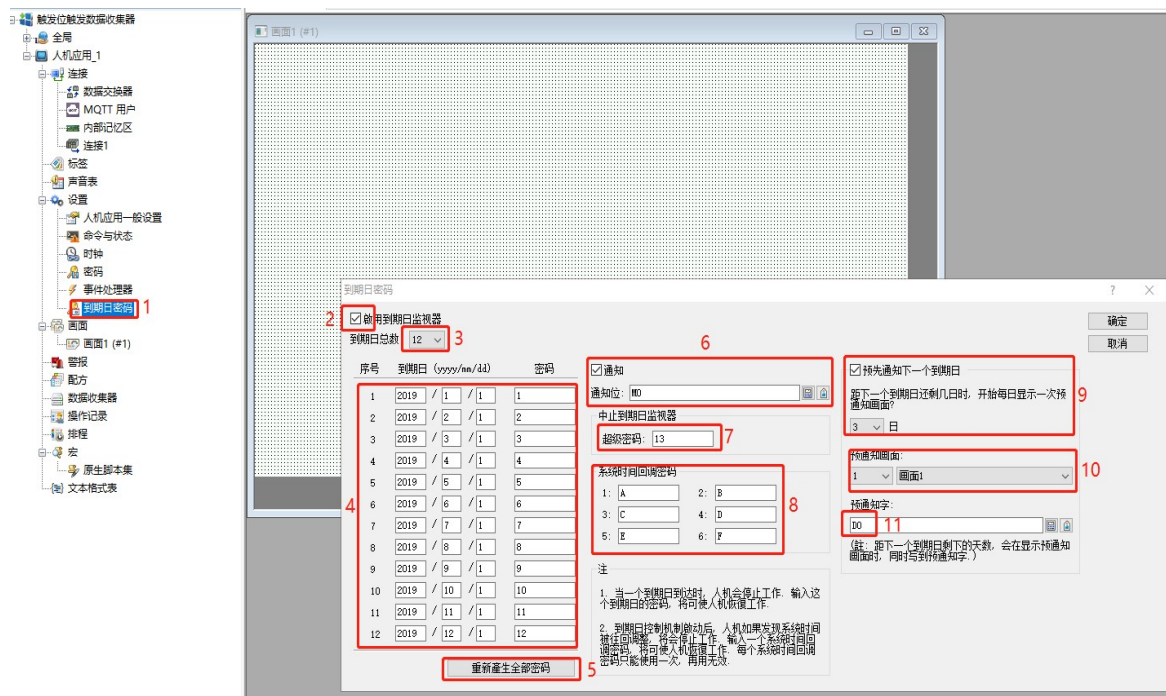 触发位触发数据收集器
全局
人机应用_1
连接
数据交换器
MQTT 用户
内部记忆区
连接1
标签
声音表
设置
人机应用一般设置
命令与状态
时钟
密码
事件处理器
到期日密码 1
画面
画面1 (#1)
警报
配方
数据收集器
操作记录
排程
宏
原生脚本集
文本格式表
画面1 (#1)
到期日密码
? ×
2 啟用到期日监视器
到期日总数 12 3
序号 到期日 (yyyy/mm/dd) 密码
4
1 2019 / 1 / 1 1
2 2019 / 2 / 1 2
3 2019 / 3 / 1 3
4 2019 / 4 / 1 4
5 2019 / 5 / 1 5
6 2019 / 6 / 1 6
7 2019 / 7 / 1 7
8 2019 / 8 / 1 8
9 2019 / 9 / 1 9
10 2019 / 10 / 1 10
11 2019 / 11 / 1 11
12 2019 / 12 / 1 12
重新產生全部密码 5
6
通知
通知位: M0
中止到期日监视器
超级密码: 13 7
系统时间回调密码
1: A 2: B
3: C 4: D
5: E 6: F
8
注
1. 当一个到期日到达时, 人机会停止工作. 输入这
个到期日的密码, 将可使人机恢復工作.
2. 到期日控制机制啟动后, 人机如果发现系统时间
被往回调整, 将会停止工作. 输入一个系统时间回
调密码, 将可使人机恢復工作. 每个系统时间回调
密码只能使用一次, 再用无效.
预先通知下一个到期日
距下一个到期日还剩几日时, 开始每日显示一次预
通知画面?
3 日
9
预通知画面:
1 画面1 10
预通知字:
D0 11
(註: 距下一个到期日剩下的天数, 会在显示预通知
画面时, 同时写到预通知字.)
确定
取消